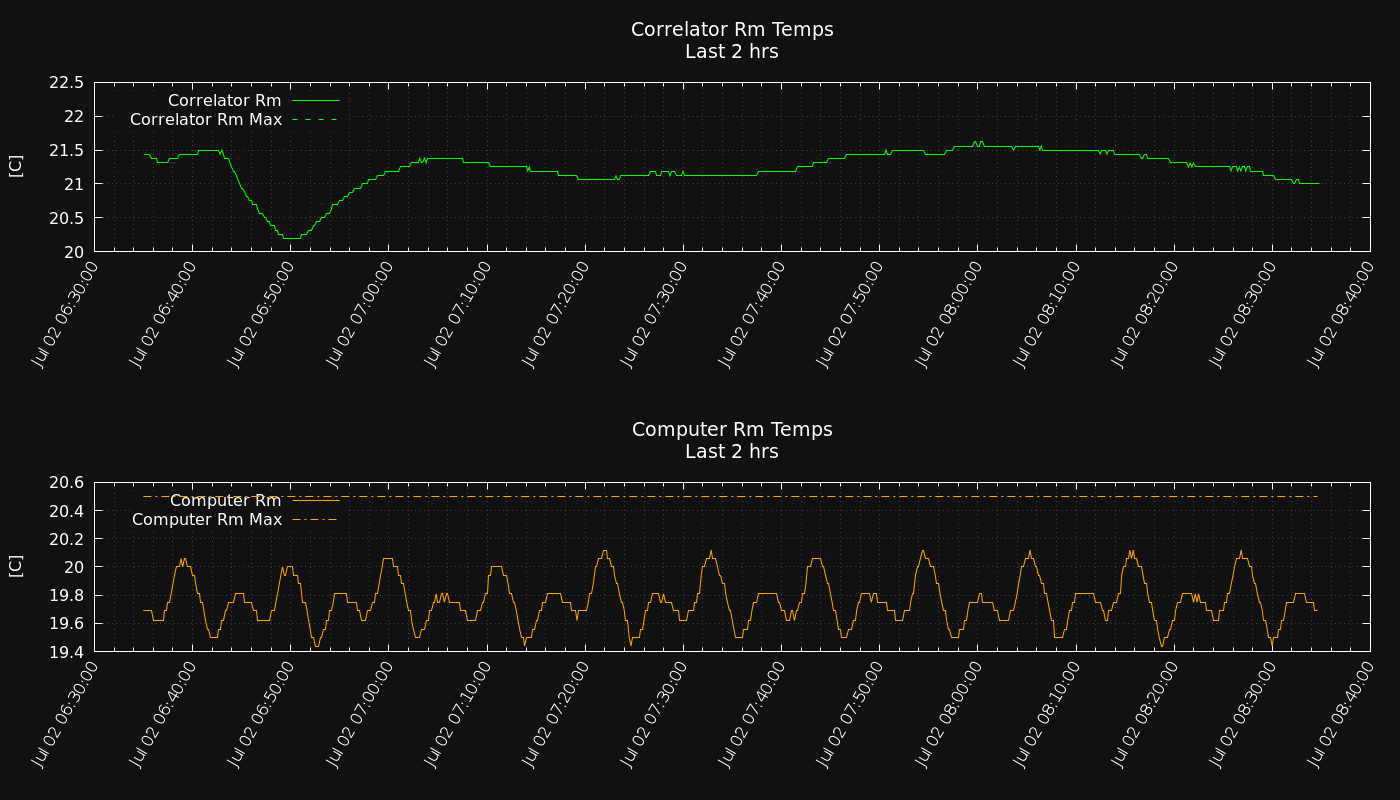 Correlator Rm Temps
Last 2 hrs
22.5
22
21.5
21
20.5
20
[C]
Correlator Rm
Correlator Rm Max
Jul 02 06:30:00
Jul 02 06:40:00
Jul 02 06:50:00
Jul 02 07:00:00
Jul 02 07:10:00
Jul 02 07:20:00
Jul 02 07:30:00
Jul 02 07:40:00
Jul 02 07:50:00
Jul 02 08:00:00
Jul 02 08:10:00
Jul 02 08:20:00
Jul 02 08:30:00
Jul 02 08:40:00
Computer Rm Temps
Last 2 hrs
20.6
20.4
20.2
20
19.8
19.6
19.4
[C]
Computer Rm
Computer Rm Max
Jul 02 06:30:00
Jul 02 06:40:00
Jul 02 06:50:00
Jul 02 07:00:00
Jul 02 07:10:00
Jul 02 07:20:00
Jul 02 07:30:00
Jul 02 07:40:00
Jul 02 07:50:00
Jul 02 08:00:00
Jul 02 08:10:00
Jul 02 08:20:00
Jul 02 08:30:00
Jul 02 08:40:00